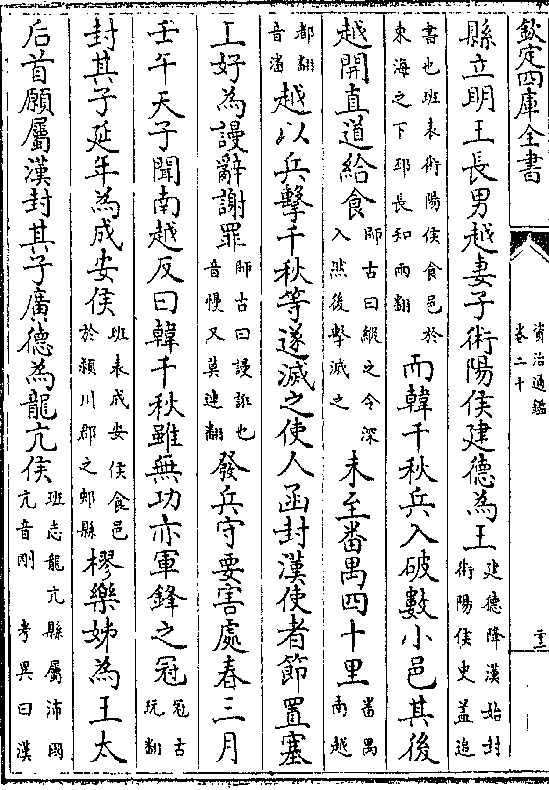 欽定四庫全書
資治通鑑
卷二十
縣立明王長男越妻子術陽侯建德為王建德降漢始封術陽侯史蓋追
書也班表術陽侯食邑於東海之下邳長知兩翻而韓千秋兵入破數小邑其後
越開直道給食師古曰縱之令深入然後擊滅之未至番禺四十里番禺南越
都翻音潘越以兵擊千秋等遂滅之使人函封漢使者節置塞
上好為謾辭謝罪師古曰謾誑也音慢又莫連翻發兵守要害處春三月
壬午天子聞南越反曰韓千秋雖無功亦軍鋒之冠冠古玩翻
封其子延年為成安侯班表成安侯食邑於潁川郡之郟縣樛樂姊為王太
后首願屬漢封其子廣德為龍亢侯班志龍亢縣屬沛國亢音剛 考異曰漢